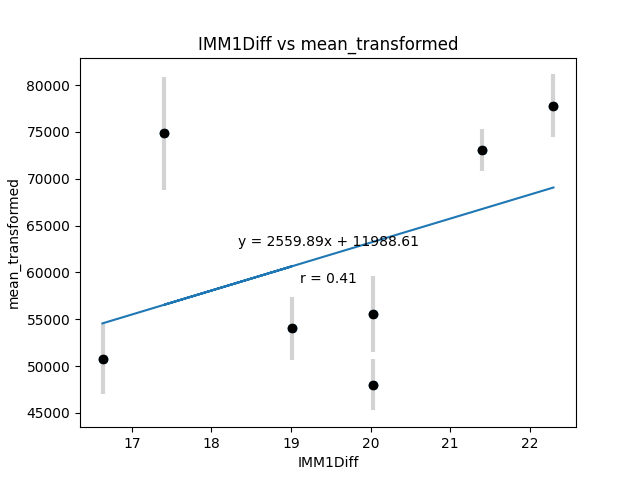 IMM1Diff vs mean_transformed
mean_transformed
80000
75000
70000
65000
60000
55000
50000
45000
y = 2559.89x + 11988.61
r = 0.41
17 18 19 20 21 22
IMM1Diff